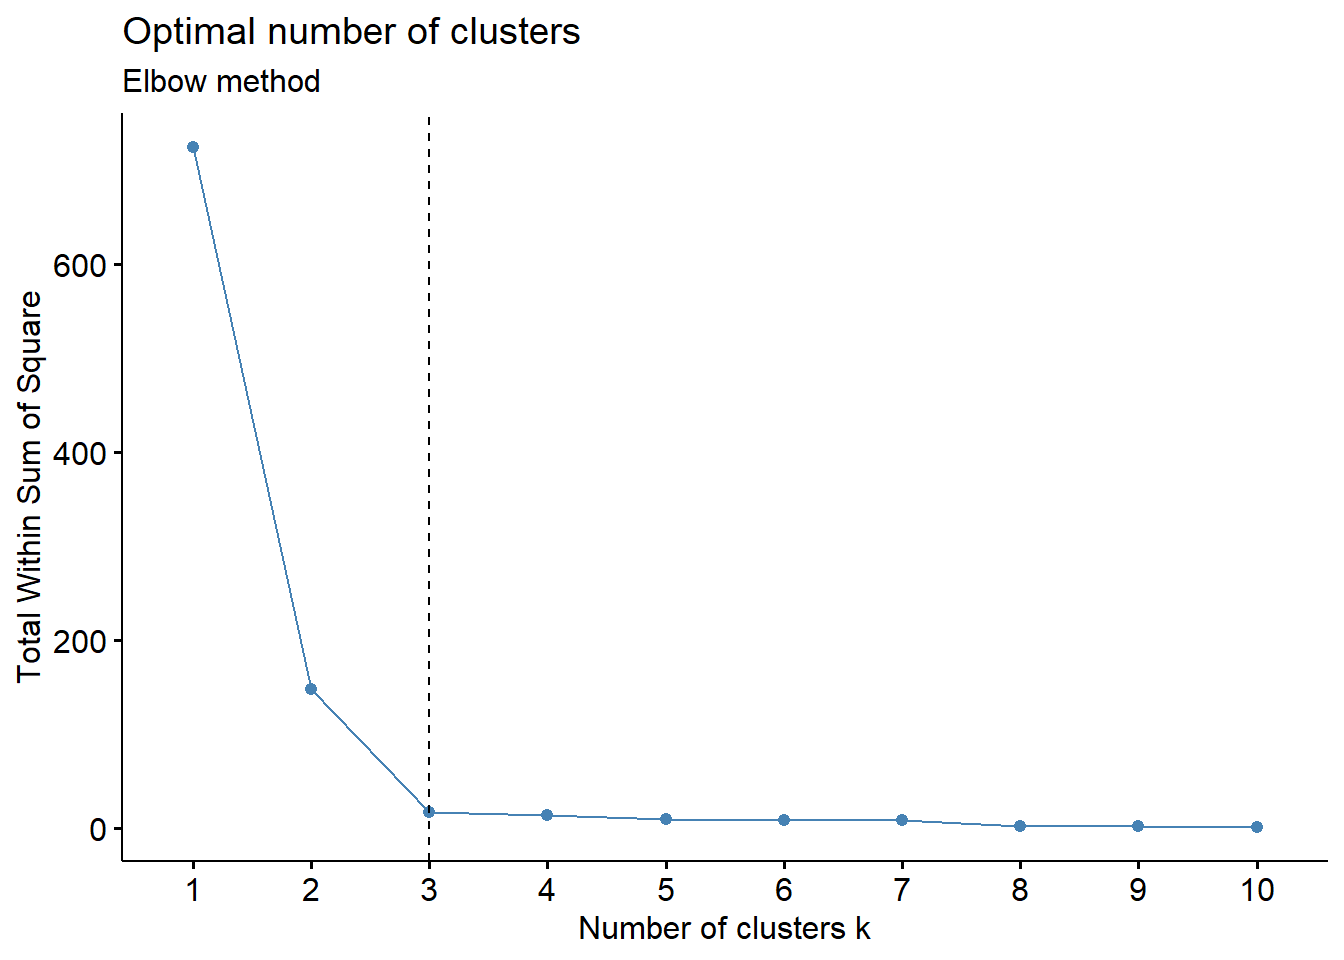 Optimal number of clusters
Elbow method
Total Within Sum of Square
600
400
200
0
1 2 3 4 5 6 7 8 9 10
Number of clusters k